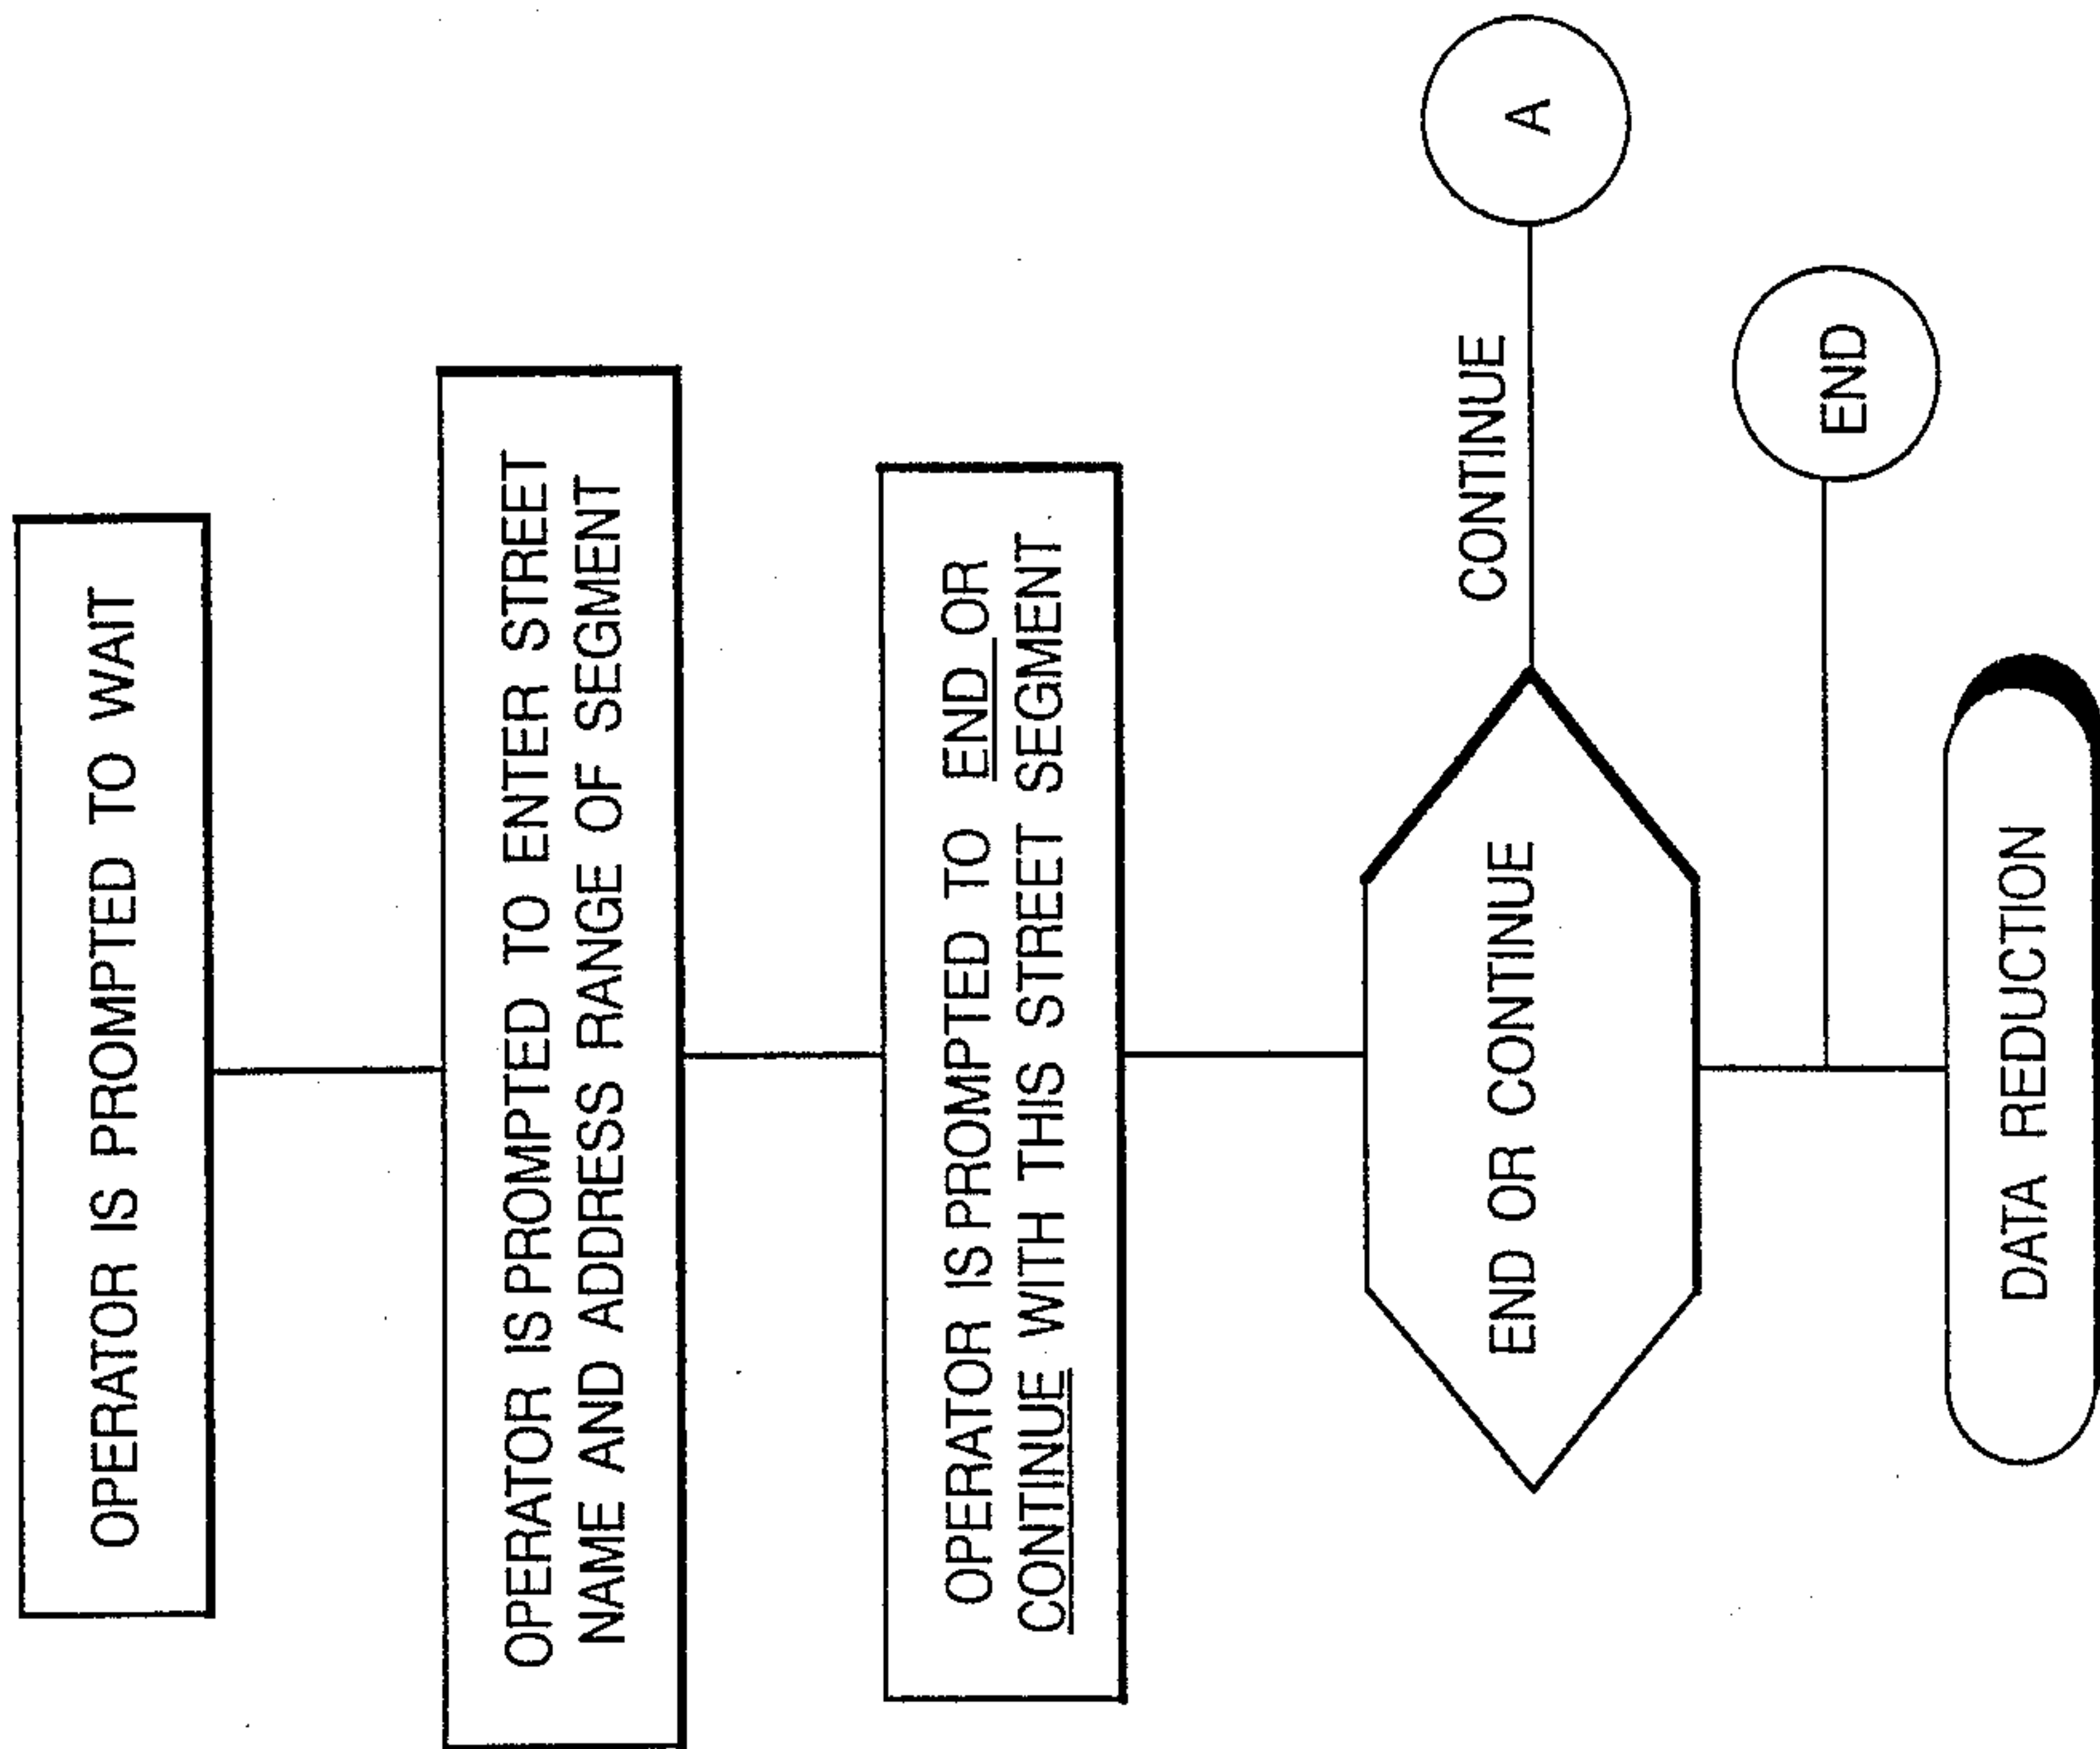 OPERATOR IS PROMPTED TO WAIT
OPERATOR IS PROMPTED TO ENTER STREET
NAME AND ADDRESS RANGE OF SEGMENT
OPERATOR IS PROMPTED TO END OR
CONTINUE WITH THIS STREET SEGMENT
END OR CONTINUE
CONTINUE
A
END
DATA REDUCTION